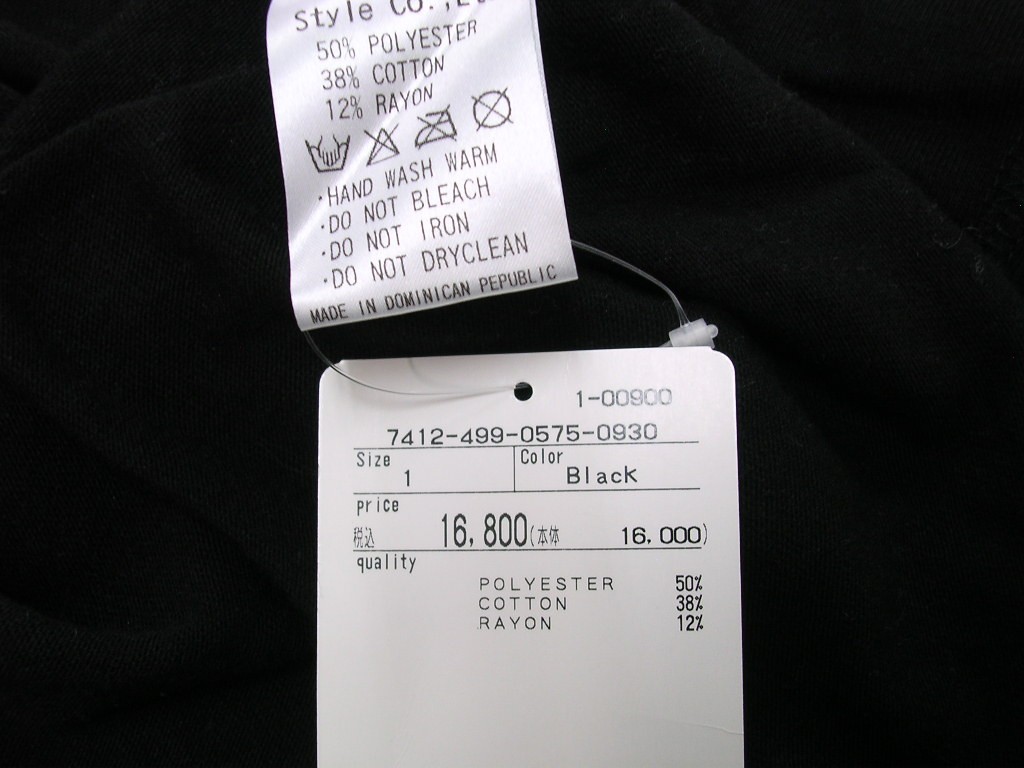 Style Co.,
50% POLYESTER
38% COTTON
12% RAYON
・HAND WASH WARM
・DO NOT BLEACH
・DO NOT IRON
・DO NOT DRYCLEAN
MADE IN DOMINICAN PEPUBLIC
1-00900
7412-499-0575-0930
Size 1 Color Black
price
税込 16,800(本体 16,000)
quality
POLYESTER 50%
COTTON 38%
RAYON 12%